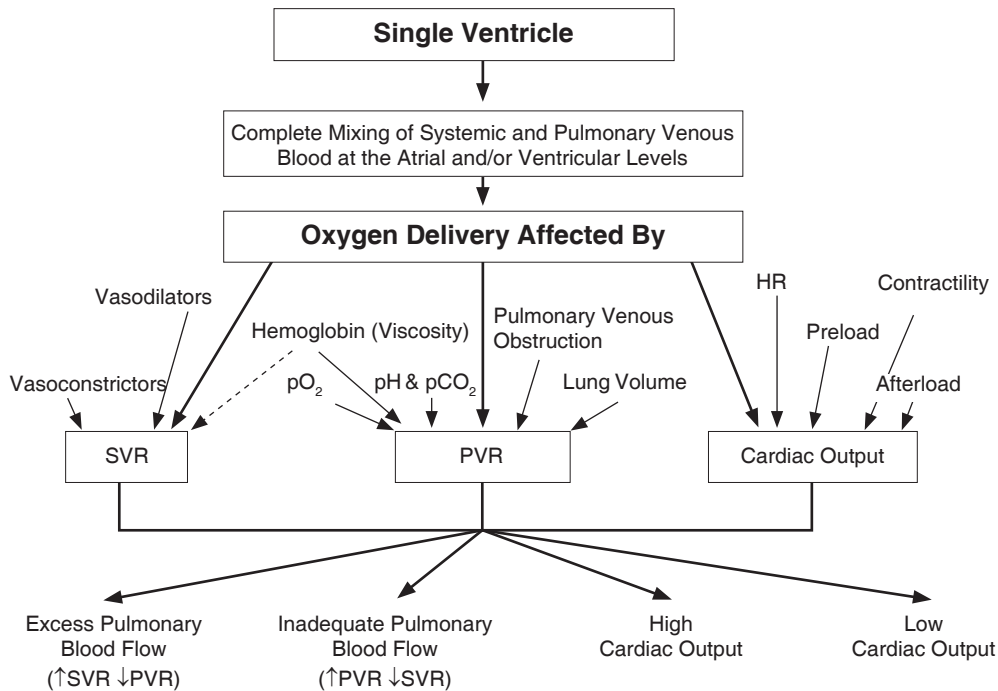 Single Ventricle
Complete Mixing of Systemic and Pulmonary Venous
Blood at the Atrial and/or Ventricular Levels
Oxygen Delivery Affected By
Vasodilators
Vasoconstrictors
Hemoglobin (Viscosity)
pO₂
pH & pCO₂
Pulmonary Venous
Obstruction
Lung Volume
HR
Preload
Contractility
Afterload
SVR
PVR
Cardiac Output
Excess Pulmonary
Blood Flow
(↑SVR ↓PVR)
Inadequate Pulmonary
Blood Flow
(↑PVR ↓SVR)
High
Cardiac Output
Low
Cardiac Output